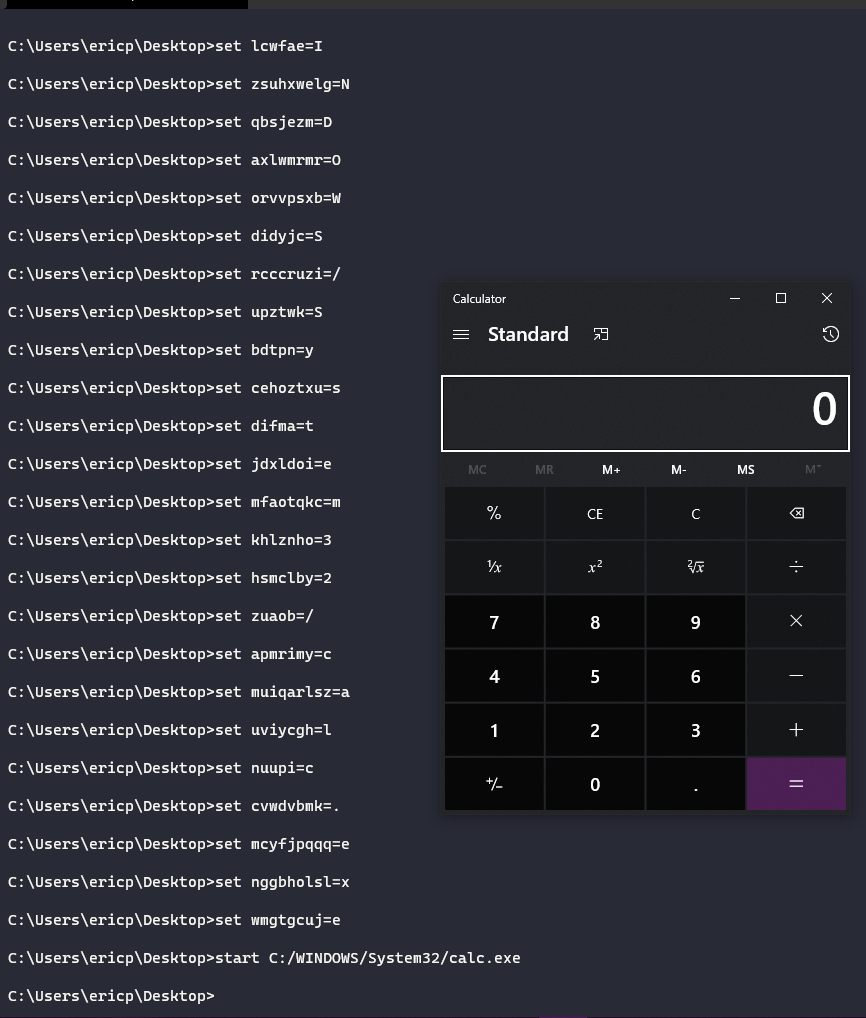 C:\Users\ericp\Desktop>set lcwfae=I
C:\Users\ericp\Desktop>set zsuhxwelg=N
C:\Users\ericp\Desktop>set qbsjezm=D
C:\Users\ericp\Desktop>set axlwmrmr=O
C:\Users\ericp\Desktop>set orvvpsxb=W
C:\Users\ericp\Desktop>set didyjc=S
C:\Users\ericp\Desktop>set rcccruzi=/
C:\Users\ericp\Desktop>set upztwk=S
C:\Users\ericp\Desktop>set bdtpn=y
C:\Users\ericp\Desktop>set cehoztxu=s
C:\Users\ericp\Desktop>set difma=t
C:\Users\ericp\Desktop>set jdxldoi=e
C:\Users\ericp\Desktop>set mfaotqkc=m
C:\Users\ericp\Desktop>set khlznho=3
C:\Users\ericp\Desktop>set hsmclby=2
C:\Users\ericp\Desktop>set zuaob=/
C:\Users\ericp\Desktop>set apmrimy=c
C:\Users\ericp\Desktop>set muiqarlsz=a
C:\Users\ericp\Desktop>set uviycgh=l
C:\Users\ericp\Desktop>set nuupi=c
C:\Users\ericp\Desktop>set cvwdvbmk=.
C:\Users\ericp\Desktop>set mcyfjpqqq=e
C:\Users\ericp\Desktop>set nggbholsl=x
C:\Users\ericp\Desktop>set wmgtgcuj=e
C:\Users\ericp\Desktop>start C:/WINDOWS/System32/calc.exe
C:\Users\ericp\Desktop>
Calculator
Standard
0
MC MR M+ M- MS M˅
% CE C
¹⁄x x² ²√x ÷
7 8 9 ×
4 5 6 −
1 2 3 +
+/− 0 . =